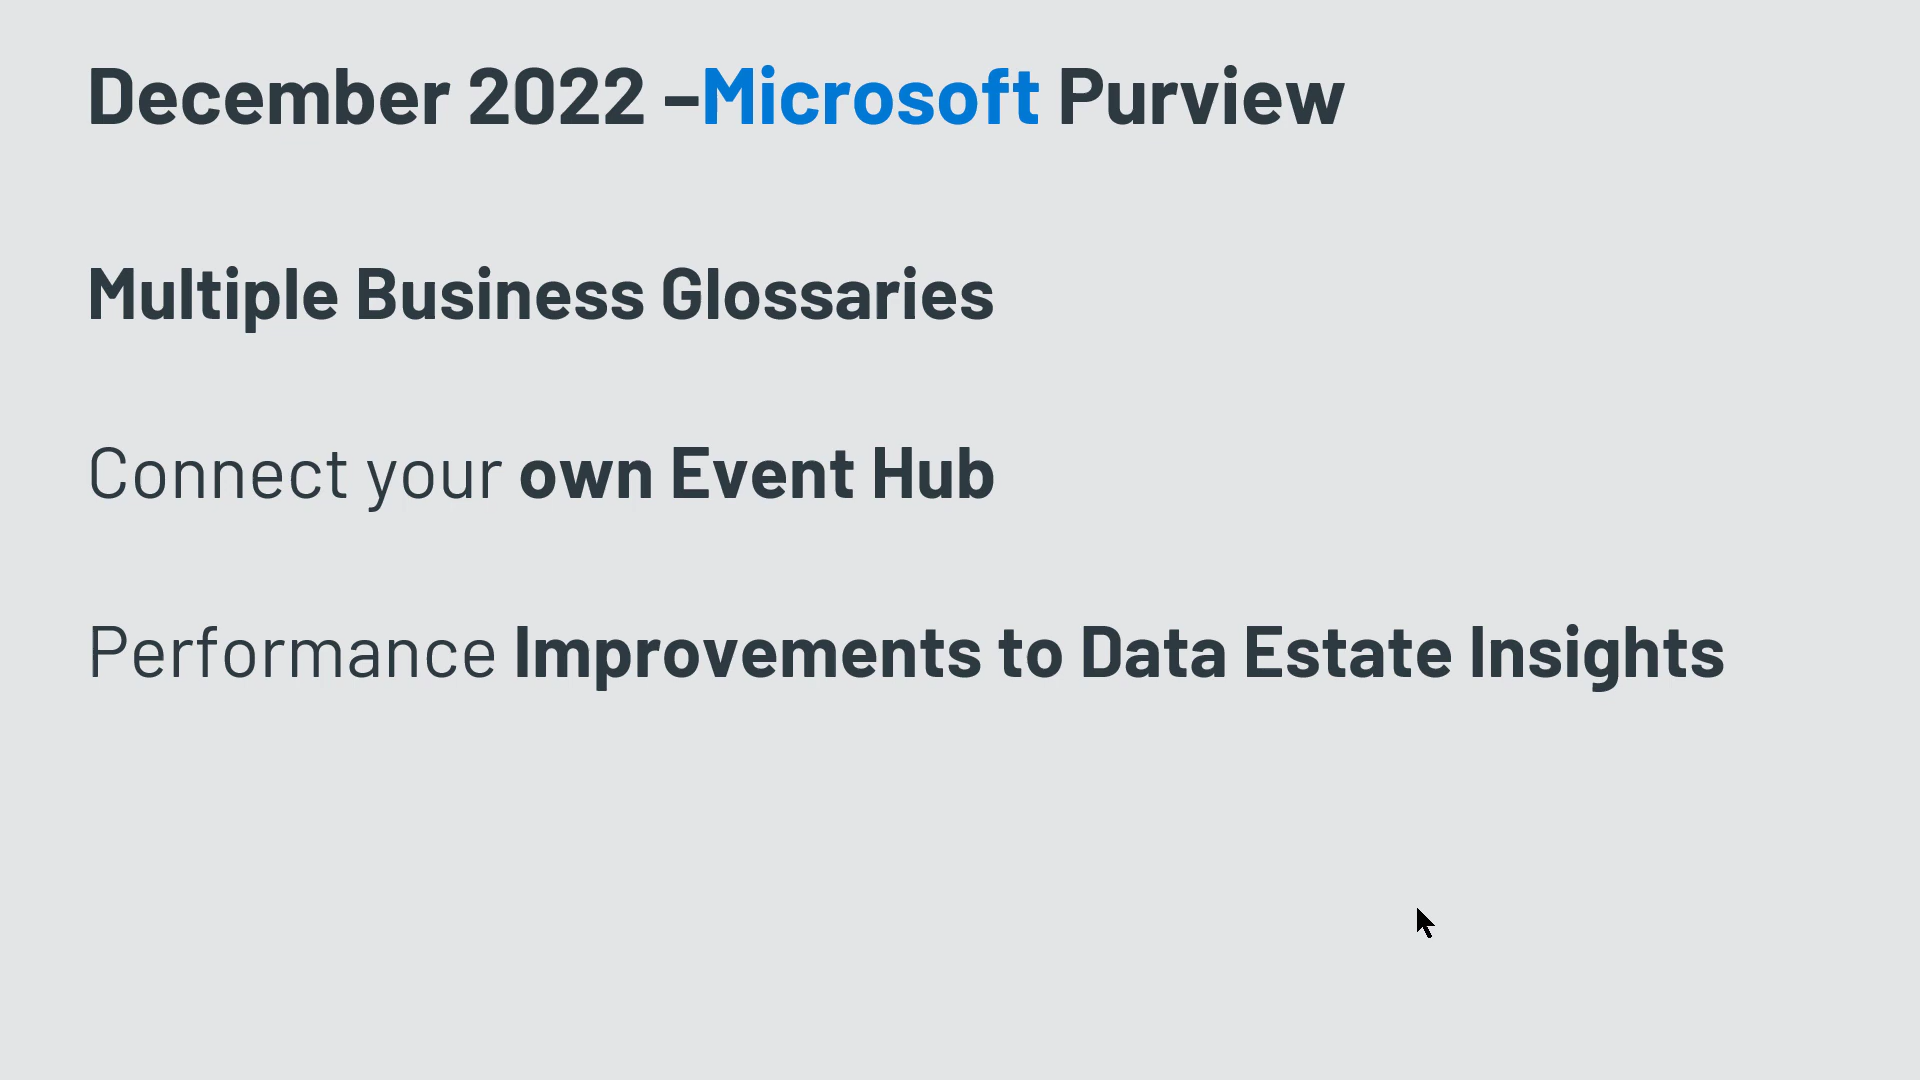 December 2022 –Microsoft Purview
Multiple Business Glossaries
Connect your own Event Hub
Performance Improvements to Data Estate Insights